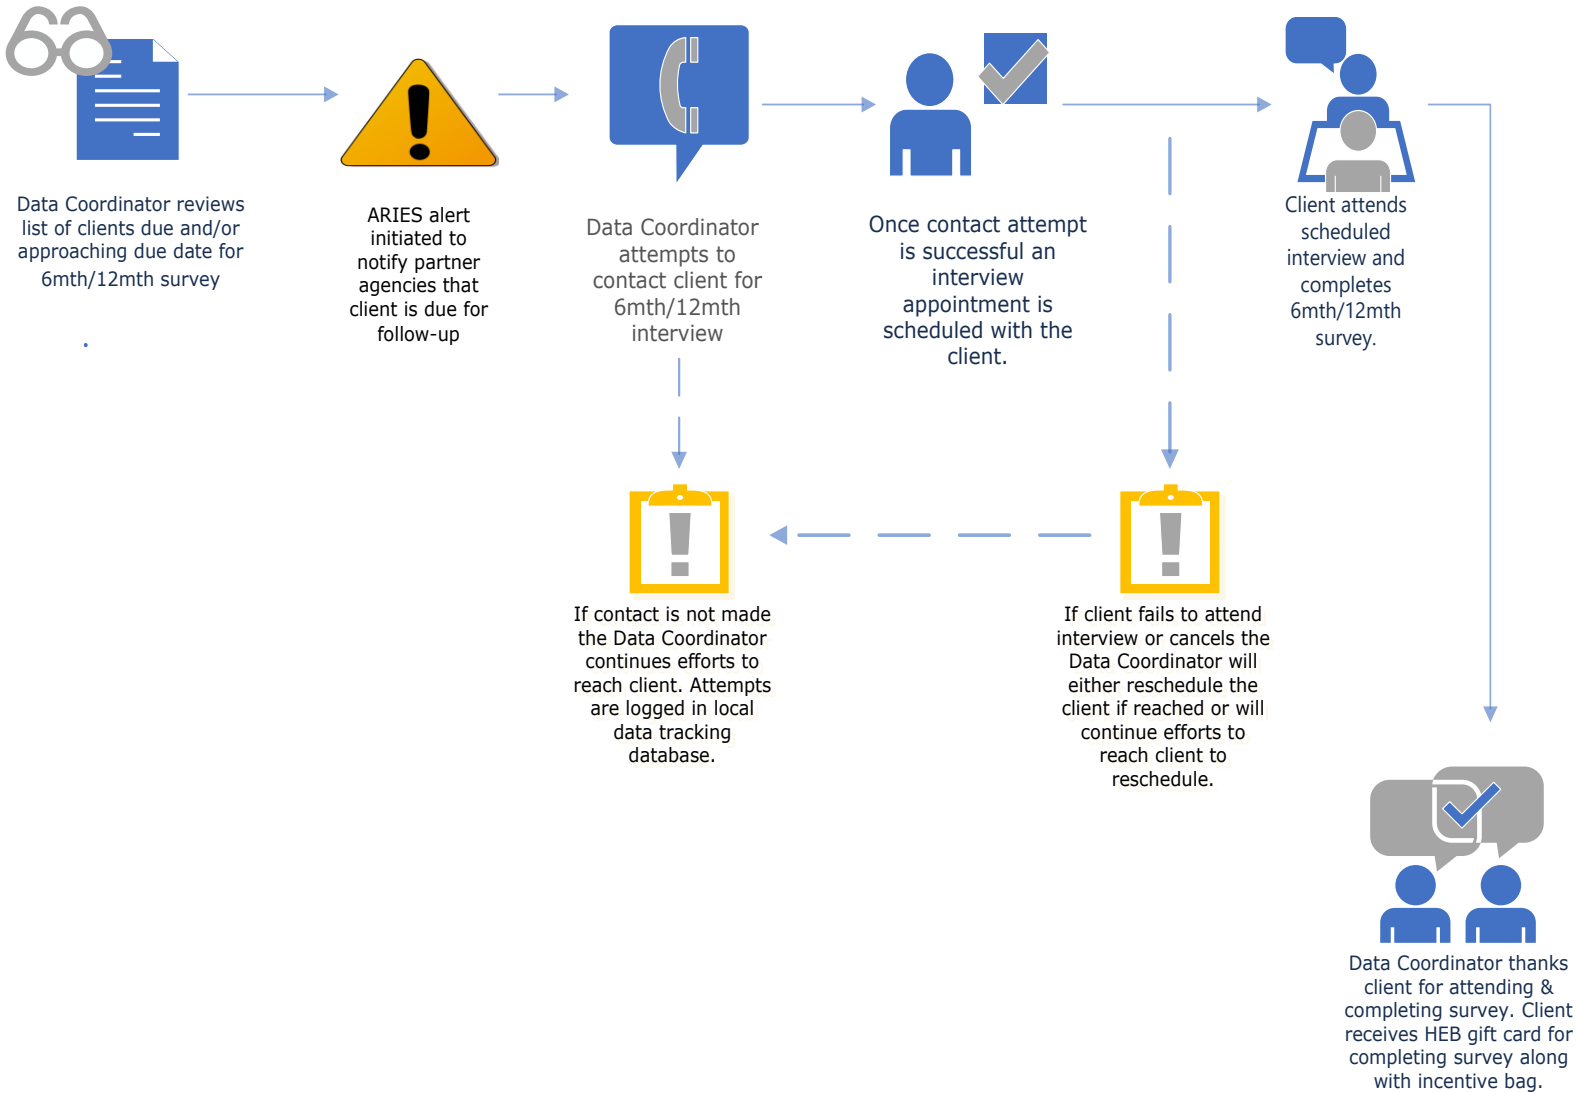 Data Coordinator reviews
list of clients due and/or
approaching due date for
6mth/12mth survey
.
ARIES alert
initiated to
notify partner
agencies that
client is due for
follow-up
Data Coordinator
attempts to
contact client for
6mth/12mth
interview
Once contact attempt
is successful an
interview
appointment is
scheduled with the
client.
Client attends
scheduled
interview and
completes
6mth/12mth
survey.
If contact is not made
the Data Coordinator
continues efforts to
reach client. Attempts
are logged in local
data tracking
database.
If client fails to attend
interview or cancels the
Data Coordinator will
either reschedule the
client if reached or will
continue efforts to
reach client to
reschedule.
Data Coordinator thanks
client for attending &
completing survey. Client
receives HEB gift card for
completing survey along
with incentive bag.